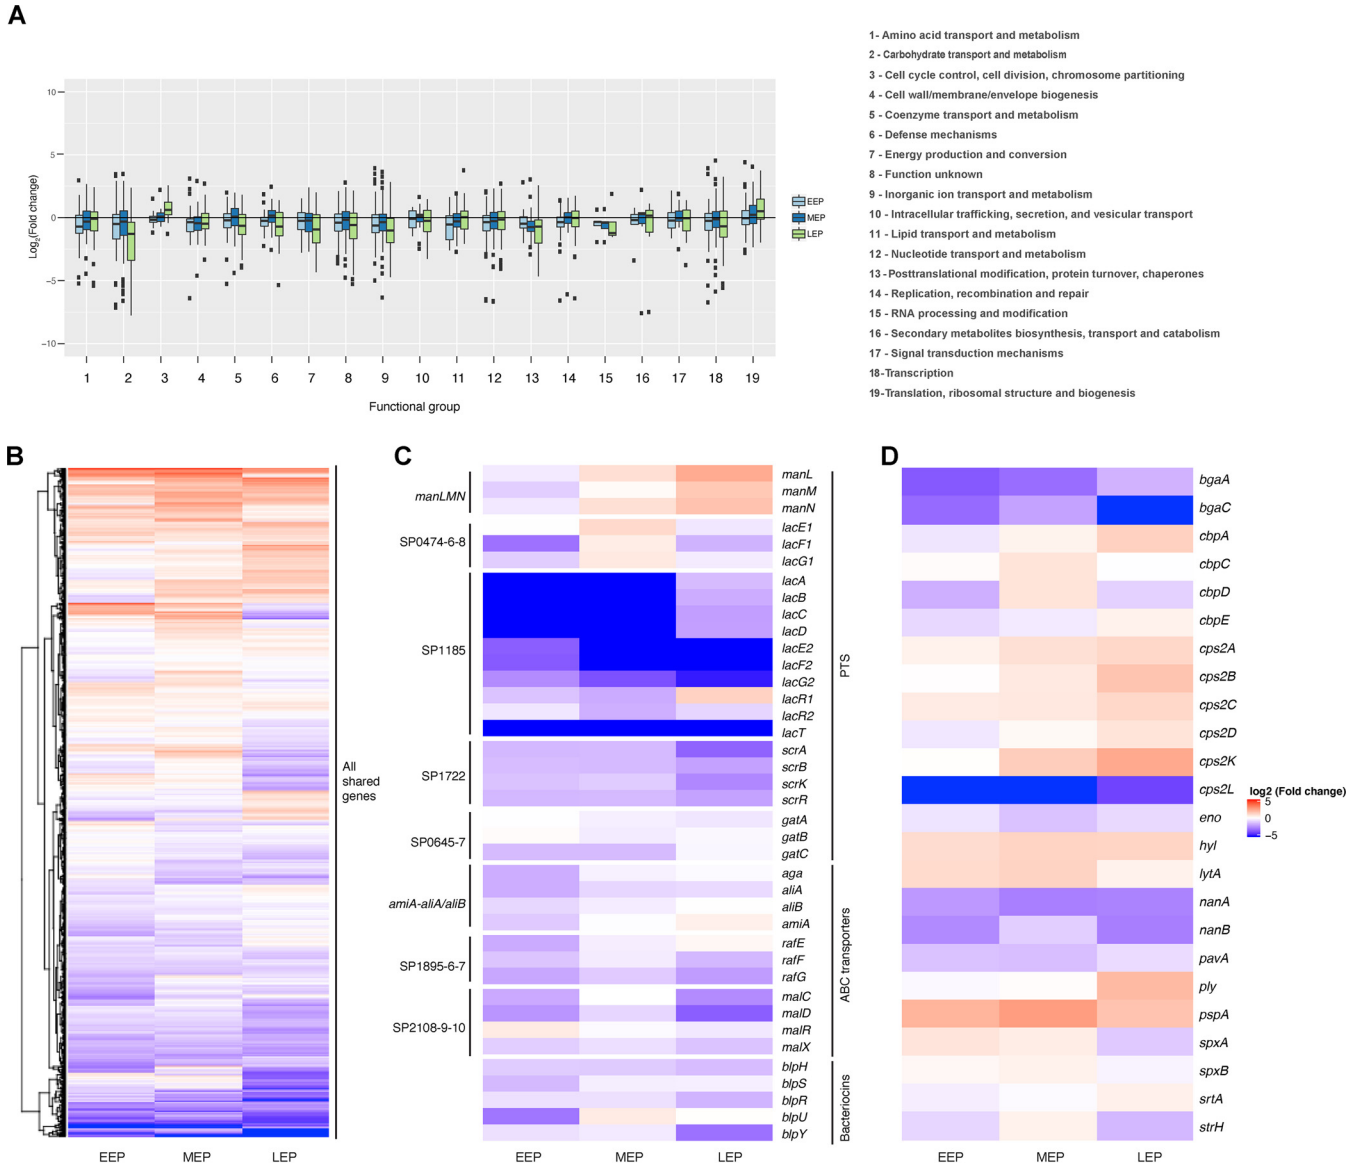 A
10
5
0
−5
−10
Log2(Fold change)
1 2 3 4 5 6 7 8 9 10 11 12 13 14 15 16 17 18 19
Functional group
EEP
MEP
LEP
1- Amino acid transport and metabolism
2 - Carbohydrate transport and metabolism
3 - Cell cycle control, cell division, chromosome partitioning
4 - Cell wall/membrane/envelope biogenesis
5 - Coenzyme transport and metabolism
6 - Defense mechanisms
7 - Energy production and conversion
8 - Function unknown
9 - Inorganic ion transport and metabolism
10 - Intracellular trafficking, secretion, and vesicular transport
11 - Lipid transport and metabolism
12 - Nucleotide transport and metabolism
13 -Posttranslational modification, protein turnover, chaperones
14 - Replication, recombination and repair
15 - RNA processing and modification
16 - Secondary metabolites biosynthesis, transport and catabolism
17 - Signal transduction mechanisms
18-Transcription
19-Translation, ribosomal structure and biogenesis
B
All
shared
genes
EEP MEP LEP
C
manLMN
SP0474-6-8
SP1185
SP1722
SP0645-7
amiA-aliA/aliB
SP1895-6-7
SP2108-9-10
manL
manM
manN
lacE1
lacF1
lacG1
lacA
lacB
lacC
lacD
lacE2
lacF2
lacG2
lacR1
lacR2
lacT
scrA
scrB
scrK
scrR
gatA
gatB
gatC
aga
aliA
aliB
amiA
rafE
rafF
rafG
malC
malD
malR
malX
blpH
blpS
blpR
blpU
blpY
PTS
ABC transporters
Bacteriocins
EEP MEP LEP
D
bgaA
bgaC
cbpA
cbpC
cbpD
cbpE
cps2A
cps2B
cps2C
cps2D
cps2K
cps2L
eno
hyl
lytA
nanA
nanB
pavA
ply
pspA
spxA
spxB
srtA
strH
EEP MEP LEP
log2 (Fold change)
5
0
−5